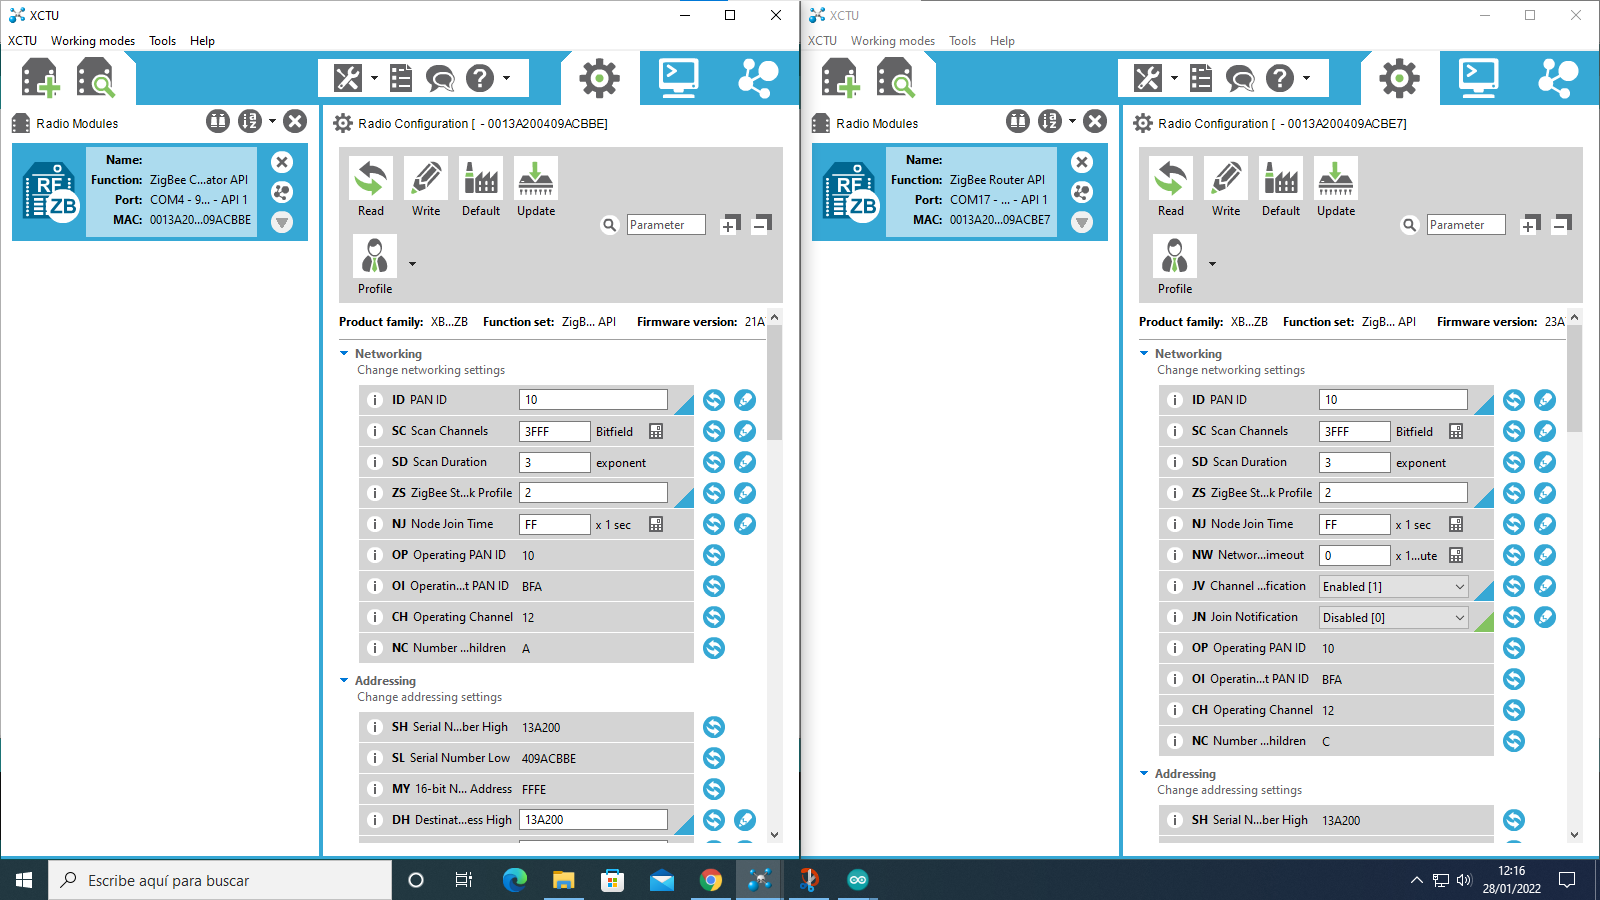 XCTU
XCTU Working modes Tools Help
Radio Modules
Name:
Function: ZigBee C...ator API
Port: COM4 - 9... - API 1
MAC: 0013A20...09ACBBE
Radio Configuration [ - 0013A200409ACBBE]
Read Write Default Update
Parameter
Profile
Product family: XB...ZB Function set: ZigB... API Firmware version: 21A
Networking
Change networking settings
ID PAN ID 10
SC Scan Channels 3FFF Bitfield
SD Scan Duration 3 exponent
ZS ZigBee St...k Profile 2
NJ Node Join Time FF x 1 sec
OP Operating PAN ID 10
OI Operatin...t PAN ID BFA
CH Operating Channel 12
NC Number ...hildren A
Addressing
Change addressing settings
SH Serial N...ber High 13A200
SL Serial Number Low 409ACBBE
MY 16-bit N... Address FFFE
DH Destinat...ess High 13A200
XCTU
XCTU Working modes Tools Help
Radio Modules
Name:
Function: ZigBee Router API
Port: COM17 - ... - API 1
MAC: 0013A20...09ACBE7
Radio Configuration [ - 0013A200409ACBE7]
Read Write Default Update
Parameter
Profile
Product family: XB...ZB Function set: ZigB... API Firmware version: 23A
Networking
Change networking settings
ID PAN ID 10
SC Scan Channels 3FFF Bitfield
SD Scan Duration 3 exponent
ZS ZigBee St...k Profile 2
NJ Node Join Time FF x 1 sec
NW Networ...imeout 0 x 1...ute
JV Channel ...fication Enabled [1]
JN Join Notification Disabled [0]
OP Operating PAN ID 10
OI Operatin...t PAN ID BFA
CH Operating Channel 12
NC Number ...hildren C
Addressing
Change addressing settings
SH Serial N...ber High 13A200
RF ZB
RF ZB
Escribe aquí para buscar
12:16
28/01/2022